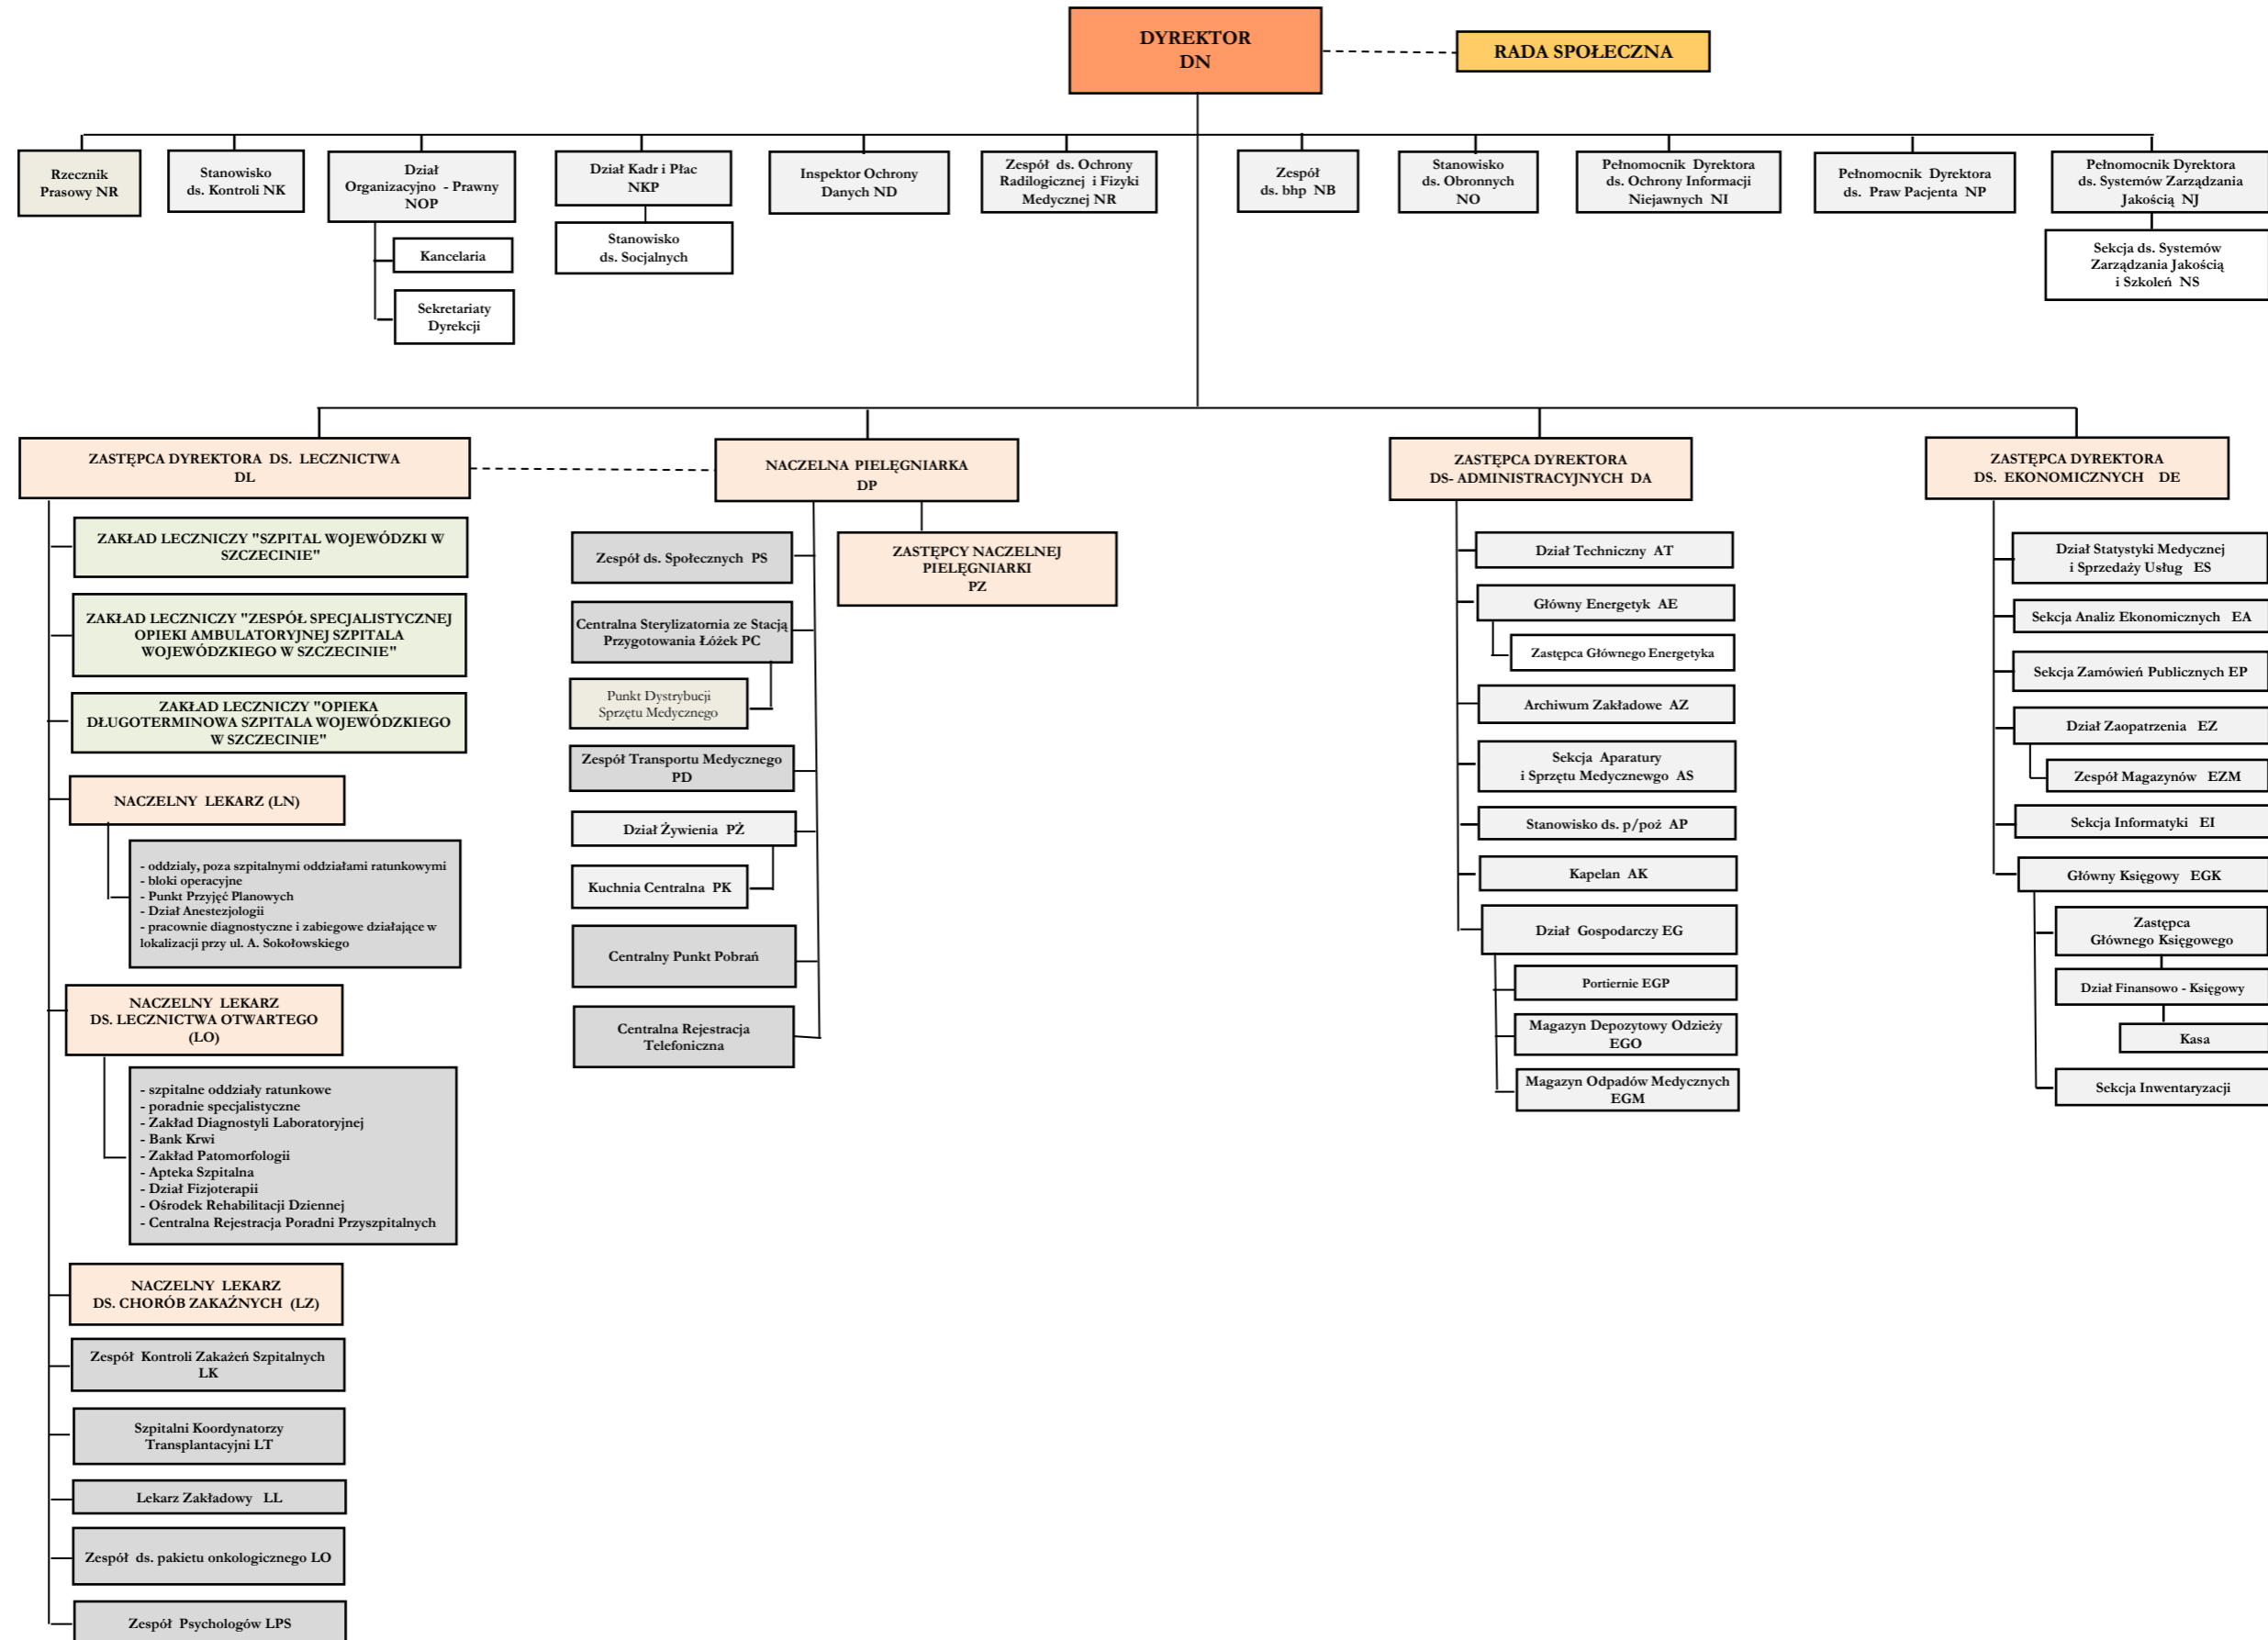 DYREKTOR
DN
RADA SPOŁECZNA
Rzecznik
Prasowy NR
Stanowisko
ds. Kontroli NK
Dział
Organizacyjno - Prawny
NOP
Kancelaria
Sekretariaty
Dyrekcji
Dział Kadr i Płac
NKP
Stanowisko
ds. Socjalnych
Inspektor Ochrony
Danych ND
Zespół ds. Ochrony
Radilogicznej i Fizyki
Medycznej NR
Zespół
ds. bhp NB
Stanowisko
ds. Obronnych
NO
Pełnomocnik Dyrektora
ds. Ochrony Informacji
Niejawnych NI
Pełnomocnik Dyrektora
ds. Praw Pacjenta NP
Pełnomocnik Dyrektora
ds. Systemów Zarządzania
Jakością NJ
Sekcja ds. Systemów
Zarządzania Jakością
i Szkoleń NS
ZASTĘPCA DYREKTORA DS. LECZNICTWA
DL
ZAKŁAD LECZNICZY "SZPITAL WOJEWÓDZKI W
SZCZECINIE"
ZAKŁAD LECZNICZY "ZESPÓŁ SPECJALISTYCZNEJ
OPIEKI AMBULATORYJNEJ SZPITALA
WOJEWÓDZKIEGO W SZCZECINIE"
ZAKŁAD LECZNICZY "OPIEKA
DŁUGOTERMINOWA SZPITALA WOJEWÓDZKIEGO
W SZCZECINIE"
NACZELNY LEKARZ (LN)
- oddzialy, poza szpitalnymi oddziałami ratunkowymi
- bloki operacyjne
- Punkt Przyjęć Planowych
- Dział Anestezjologii
- pracownie diagnostyczne i zabiegowe działające w
lokalizacji przy ul. A. Sokołowskiego
NACZELNY LEKARZ
DS. LECZNICTWA OTWARTEGO
(LO)
- szpitalne oddziały ratunkowe
- poradnie specjalistyczne
- Zakład Diagnostyli Laboratoryjnej
- Bank Krwi
- Zakład Patomorfologii
- Apteka Szpitalna
- Dział Fizjoterapii
- Ośrodek Rehabilitacji Dziennej
- Centralna Rejestracja Poradni Przyszpitalnych
NACZELNY LEKARZ
DS. CHORÓB ZAKAŹNYCH (LZ)
Zespół Kontroli Zakażeń Szpitalnych
LK
Szpitalni Koordynatorzy
Transplantacyjni LT
Lekarz Zakładowy LL
Zespół ds. pakietu onkologicznego LO
Zespół Psychologów LPS
NACZELNA PIELĘGNIARKA
DP
ZASTĘPCY NACZELNEJ
PIELĘGNIARKI
PZ
Zespół ds. Społecznych PS
Centralna Sterylizatornia ze Stacją
Przygotowania Łóżek PC
Punkt Dystrybucji
Sprzętu Medycznego
Zespół Transportu Medycznego
PD
Dział Żywienia PŻ
Kuchnia Centralna PK
Centralny Punkt Pobrań
Centralna Rejestracja
Telefoniczna
ZASTĘPCA DYREKTORA
DS- ADMINISTRACYJNYCH DA
Dział Techniczny AT
Główny Energetyk AE
Zastępca Głównego Energetyka
Archiwum Zakładowe AZ
Sekcja Aparatury
i Sprzętu Medycznewgo AS
Stanowisko ds. p/poż AP
Kapelan AK
Dział Gospodarczy EG
Portiernie EGP
Magazyn Depozytowy Odzieży
EGO
Magazyn Odpadów Medycznych
EGM
ZASTĘPCA DYREKTORA
DS. EKONOMICZNYCH DE
Dział Statystyki Medycznej
i Sprzedaży Usług ES
Sekcja Analiz Ekonomicznych EA
Sekcja Zamówień Publicznych EP
Dział Zaopatrzenia EZ
Zespół Magazynów EZM
Sekcja Informatyki EI
Główny Księgowy EGK
Zastępca
Głównego Księgowego
Dział Finansowo - Księgowy
Kasa
Sekcja Inwentaryzacji